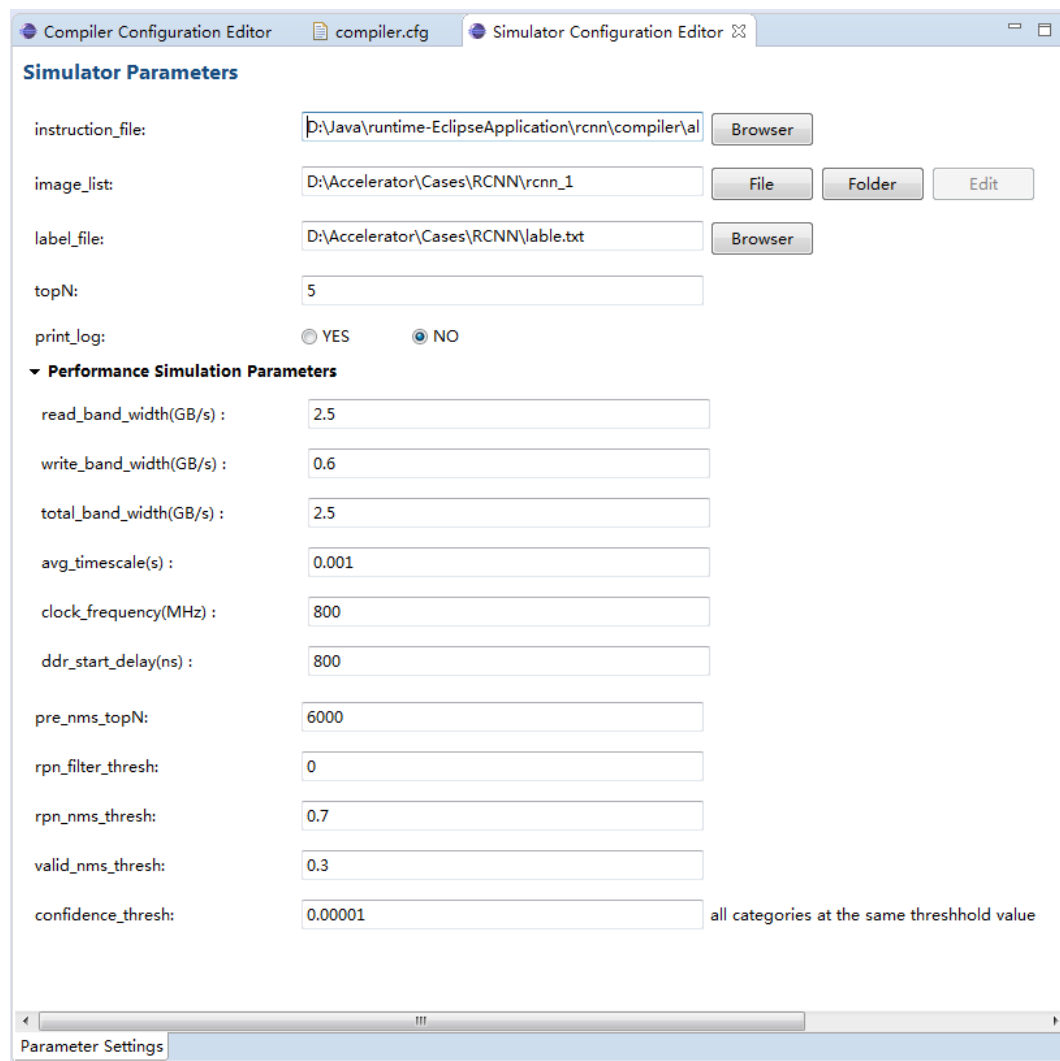 Compiler Configuration Editor compiler.cfg Simulator Configuration Editor
Simulator Parameters
instruction_file: D:\Java\runtime-EclipseApplication\rcnn\compiler\al Browser
image_list: D:\Accelerator\Cases\RCNN\rcnn_1 File Folder Edit
label_file: D:\Accelerator\Cases\RCNN\lable.txt Browser
topN: 5
print_log: YES NO
Performance Simulation Parameters
read_band_width(GB/s) : 2.5
write_band_width(GB/s) : 0.6
total_band_width(GB/s) : 2.5
avg_timescale(s) : 0.001
clock_frequency(MHz) : 800
ddr_start_delay(ns) : 800
pre_nms_topN: 6000
rpn_filter_thresh: 0
rpn_nms_thresh: 0.7
valid_nms_thresh: 0.3
confidence_thresh: 0.00001 all categories at the same threshhold value
Parameter Settings